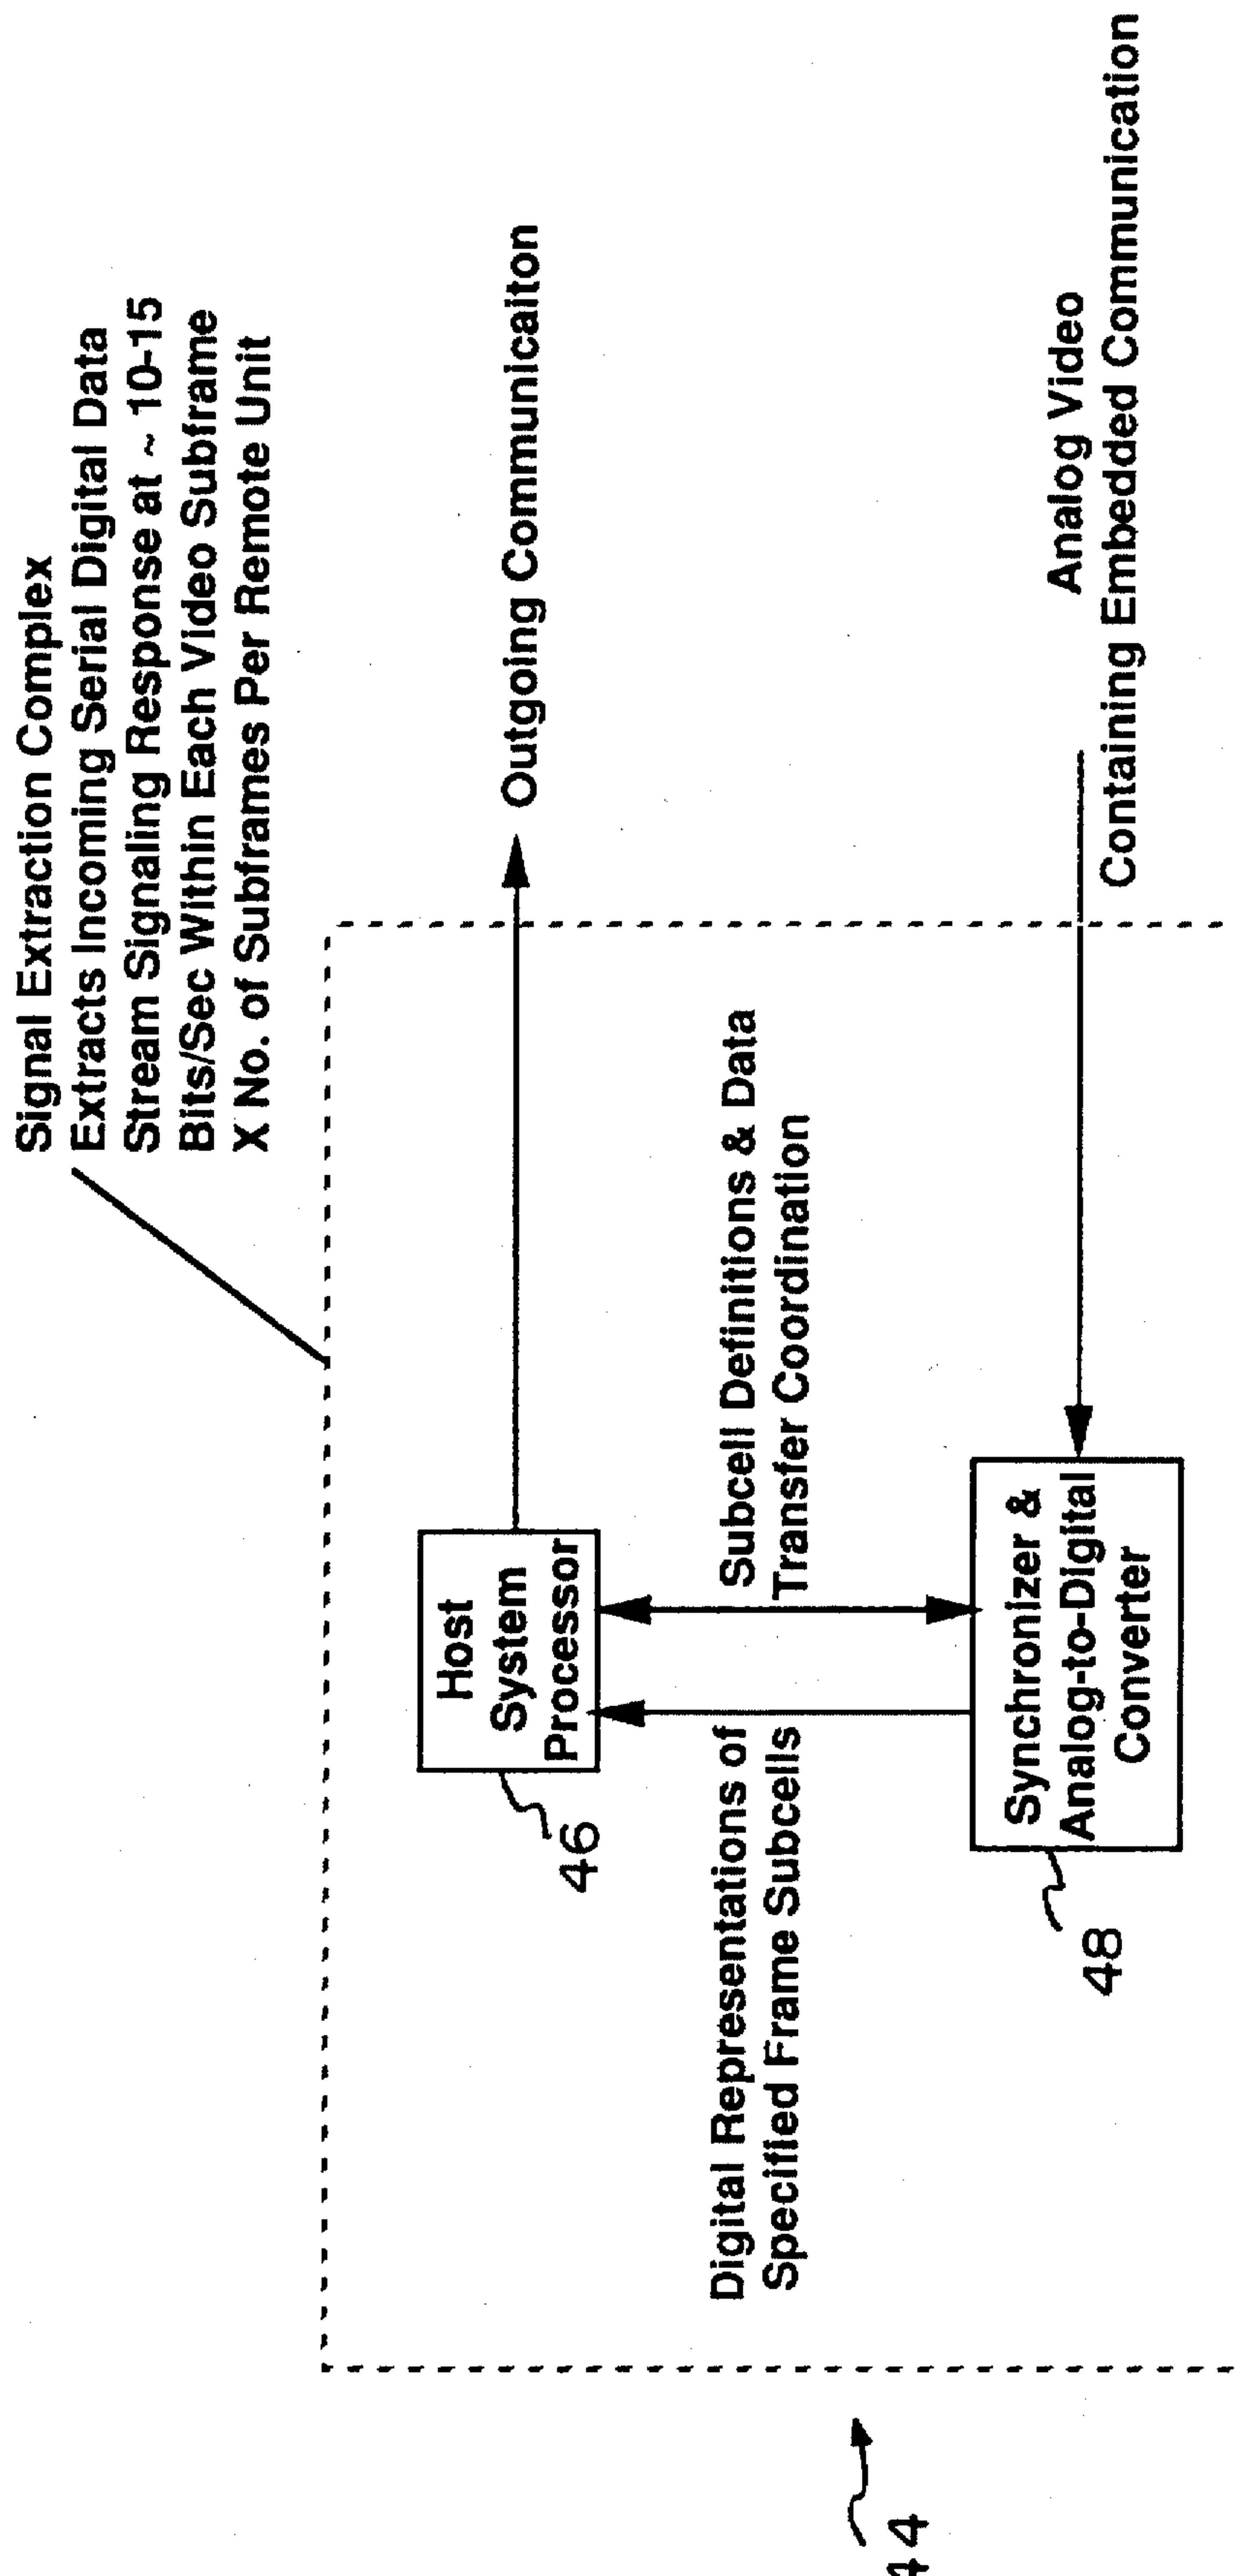 Signal Extraction Complex
Extracts Incoming Serial Digital Data
Stream Signaling Response at ~ 10-15
Bits/Sec Within Each Video Subframe
X No. of Subframes Per Remote Unit
Host
System
Processor
46
Outgoing Communicaiton
Digital Representations of
Specified Frame Subcells
Subcell Definitions & Data
Transfer Coordination
Synchronizer &
Analog-to-Digital
Converter
48
Analog Video
Containing Embedded Communication
44